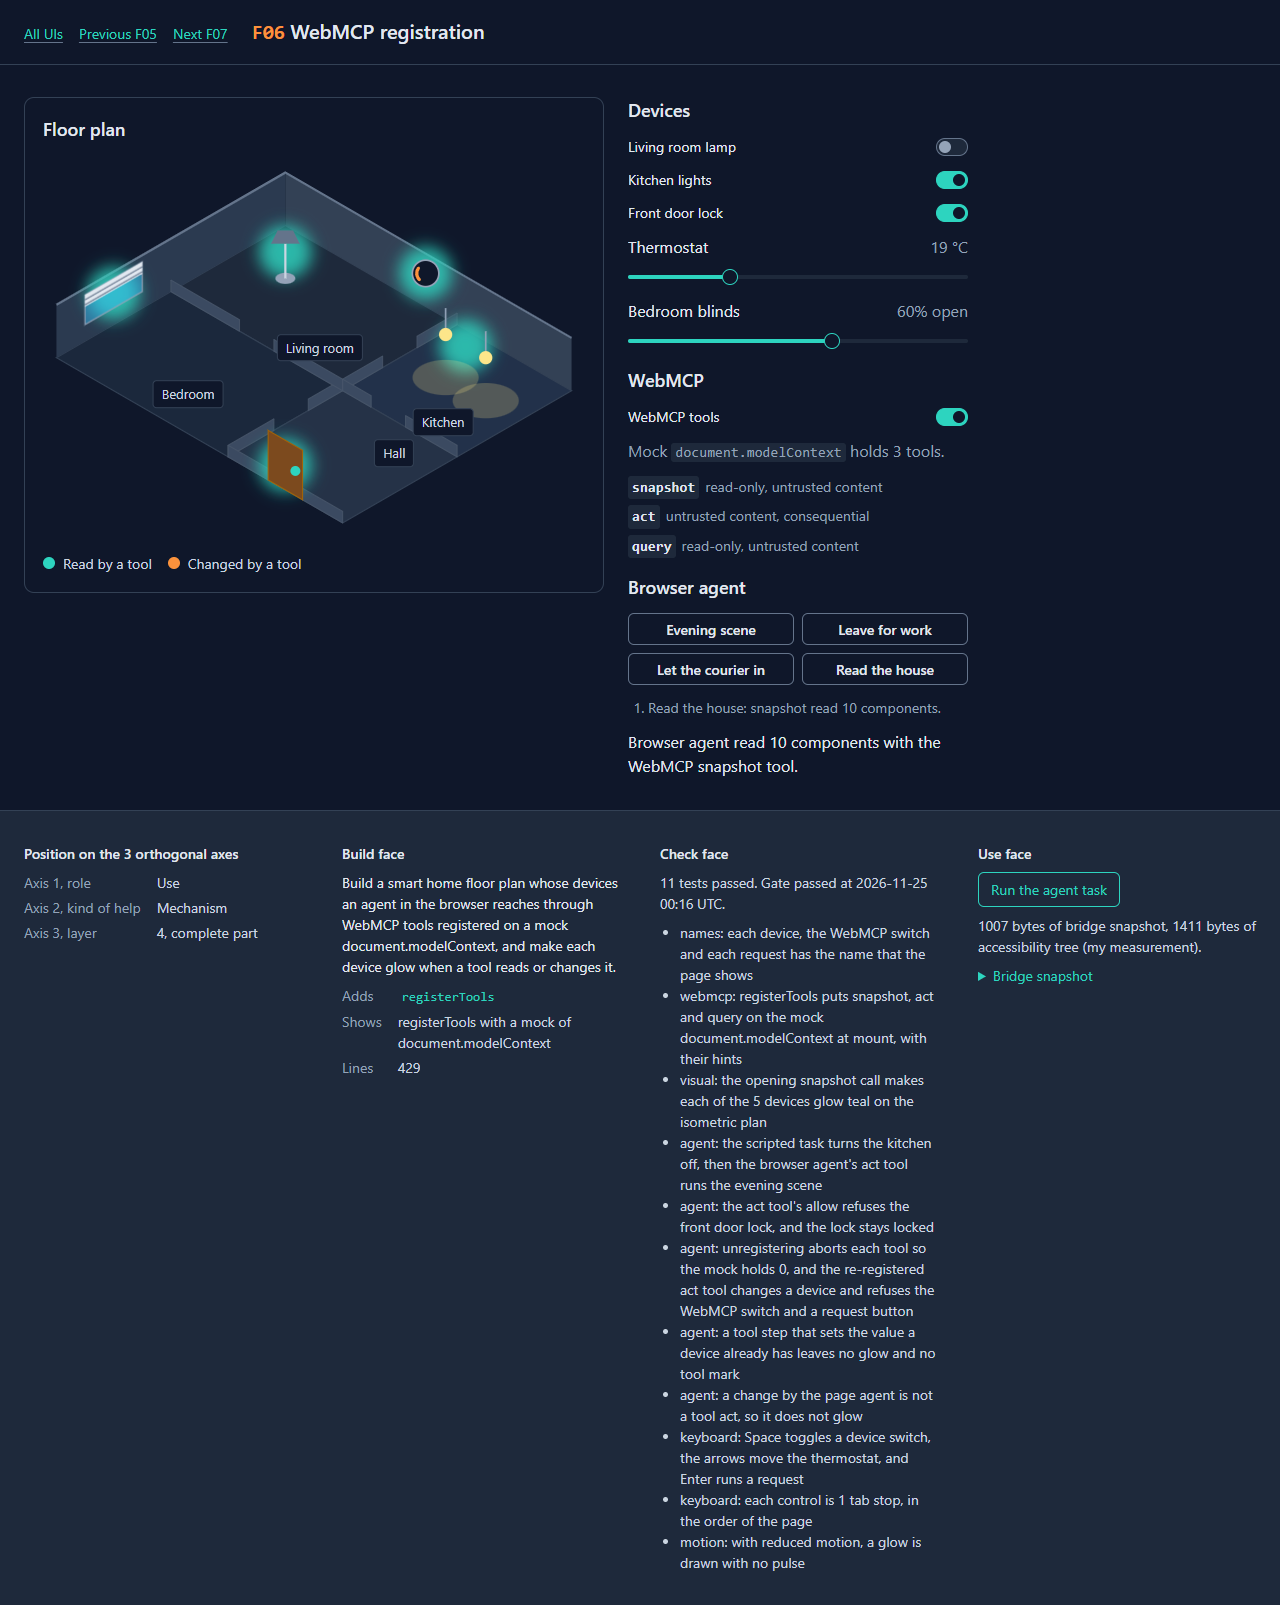 All UIs Previous F05 Next F07 F06 WebMCP registration
Floor plan
Living room
Bedroom
Kitchen
Hall
Read by a tool Changed by a tool
Devices
Living room lamp
Kitchen lights
Front door lock
Thermostat 19 °C
Bedroom blinds 60% open
WebMCP
WebMCP tools
Mock document.modelContext holds 3 tools.
snapshot read-only, untrusted content
act untrusted content, consequential
query read-only, untrusted content
Browser agent
Evening scene Leave for work
Let the courier in Read the house
1. Read the house: snapshot read 10 components.
Browser agent read 10 components with the
WebMCP snapshot tool.
Position on the 3 orthogonal axes
Axis 1, role Use
Axis 2, kind of help Mechanism
Axis 3, layer 4, complete part
Build face
Build a smart home floor plan whose devices
an agent in the browser reaches through
WebMCP tools registered on a mock
document.modelContext, and make each
device glow when a tool reads or changes it.
Adds registerTools
Shows registerTools with a mock of
document.modelContext
Lines 429
Check face
11 tests passed. Gate passed at 2026-11-25
00:16 UTC.
• names: each device, the WebMCP switch
and each request has the name that the
page shows
• webmcp: registerTools puts snapshot, act
and query on the mock
document.modelContext at mount, with
their hints
• visual: the opening snapshot call makes
each of the 5 devices glow teal on the
isometric plan
• agent: the scripted task turns the kitchen
off, then the browser agent's act tool
runs the evening scene
• agent: the act tool's allow refuses the
front door lock, and the lock stays locked
• agent: unregistering aborts each tool so
the mock holds 0, and the re-registered
act tool changes a device and refuses the
WebMCP switch and a request button
• agent: a tool step that sets the value a
device already has leaves no glow and no
tool mark
• agent: a change by the page agent is not
a tool act, so it does not glow
• keyboard: Space toggles a device switch,
the arrows move the thermostat, and
Enter runs a request
• keyboard: each control is 1 tab stop, in
the order of the page
• motion: with reduced motion, a glow is
drawn with no pulse
Use face
Run the agent task
1007 bytes of bridge snapshot, 1411 bytes of
accessibility tree (my measurement).
▶ Bridge snapshot